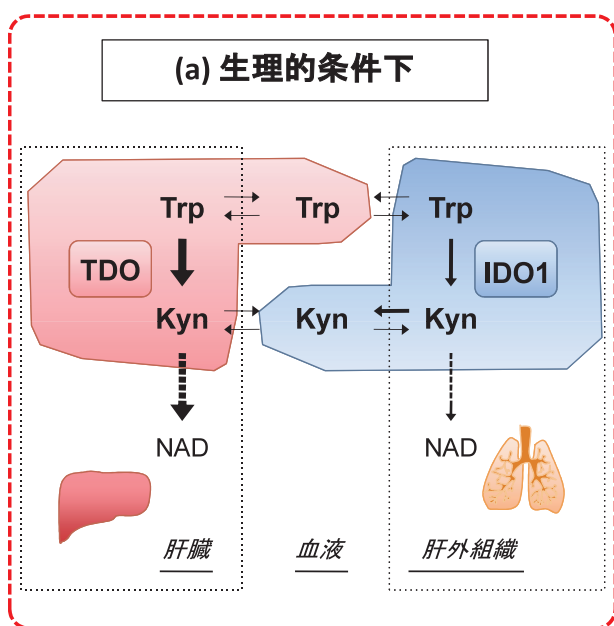 (a) 生理的条件下
Trp Trp Trp
TDO IDO1
Kyn Kyn Kyn
NAD NAD
肝臓 血液 肝外組織